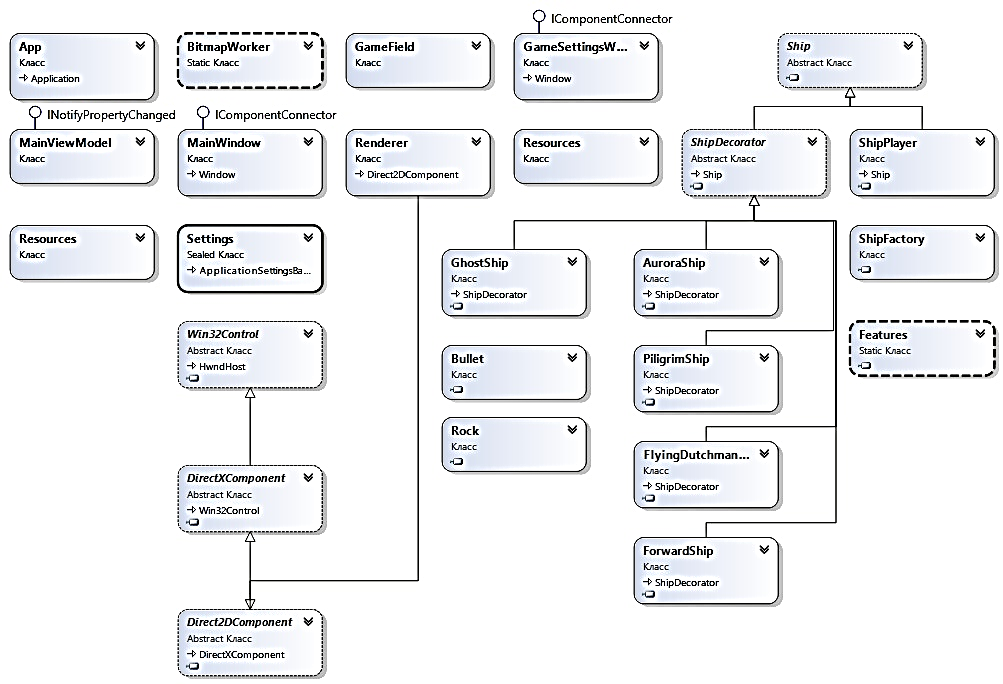 IComponentConnector
App
Класс
Application
BitmapWorker
Static Класс
GameField
Класс
GameSettingsW...
Класс
Window
Ship
Abstract Класс
INotifyPropertyChanged
IComponentConnector
MainViewModel
Класс
MainWindow
Класс
Window
Renderer
Класс
Direct2DComponent
Resources
Класс
ShipDecorator
Abstract Класс
Ship
ShipPlayer
Класс
Ship
Resources
Класс
Settings
Sealed Класс
ApplicationSettingsBa...
GhostShip
Класс
ShipDecorator
AuroraShip
Класс
ShipDecorator
ShipFactory
Класс
Win32Control
Abstract Класс
HwndHost
Bullet
Класс
PiligrimShip
Класс
ShipDecorator
Features
Static Класс
Rock
Класс
FlyingDutchman...
Класс
ShipDecorator
DirectXComponent
Abstract Класс
Win32Control
ForwardShip
Класс
ShipDecorator
Direct2DComponent
Abstract Класс
DirectXComponent